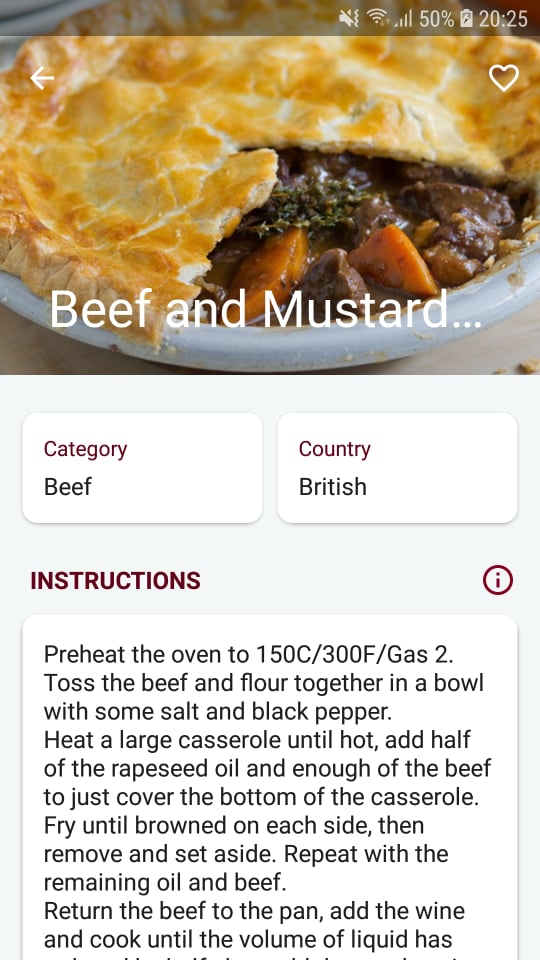 50% 20:25
Beef and Mustard...
Category
Country
Beef
British
INSTRUCTIONS
Preheat the oven to 150C/300F/Gas 2.
Toss the beef and flour together in a bowl
with some salt and black pepper.
Heat a large casserole until hot, add half
of the rapeseed oil and enough of the beef
to just cover the bottom of the casserole.
Fry until browned on each side, then
remove and set aside. Repeat with the
remaining oil and beef.
Return the beef to the pan, add the wine
and cook until the volume of liquid has